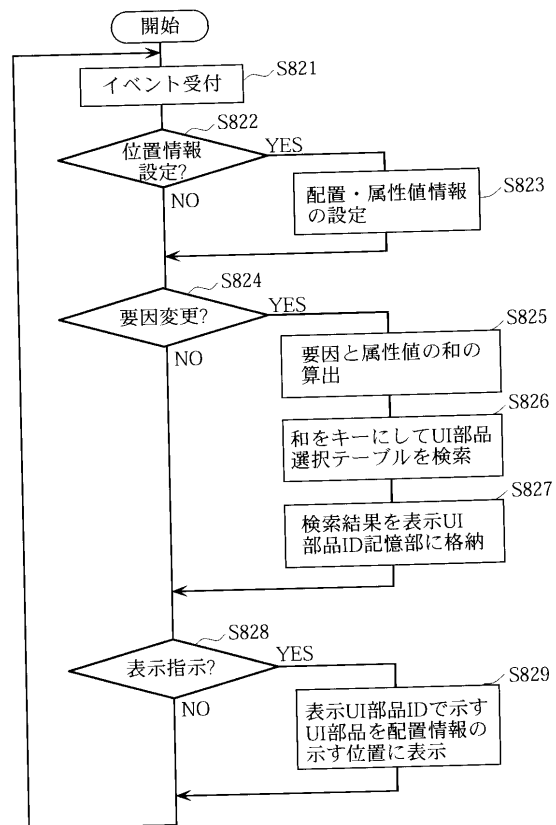 開始
イベント受付
S821
S822
位置情報
設定?
YES
NO
配置・属性値情報
の設定
S823
S824
要因変更?
YES
NO
要因と属性値の和の
算出
S825
和をキーにしてUI部品
選択テーブルを検索
S826
検索結果を表示UI
部品ID記憶部に格納
S827
S828
表示指示?
YES
NO
表示UI部品IDで示す
UI部品を配置情報の
示す位置に表示
S829